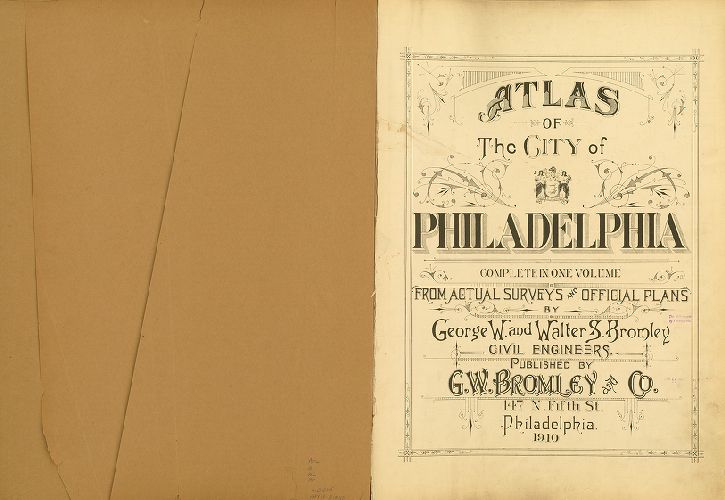 ATLAS
OF
The CITY of
PHILADELPHIA
COMPLETE IN ONE VOLUME
FROM ACTUAL SURVEYS AND OFFICIAL PLANS
BY
George W. and Walter S. Bromley
CIVIL ENGINEERS.
PUBLISHED BY
G.W. BROMLEY AND CO.
147 N. Fifth St.
Philadelphia.
1910